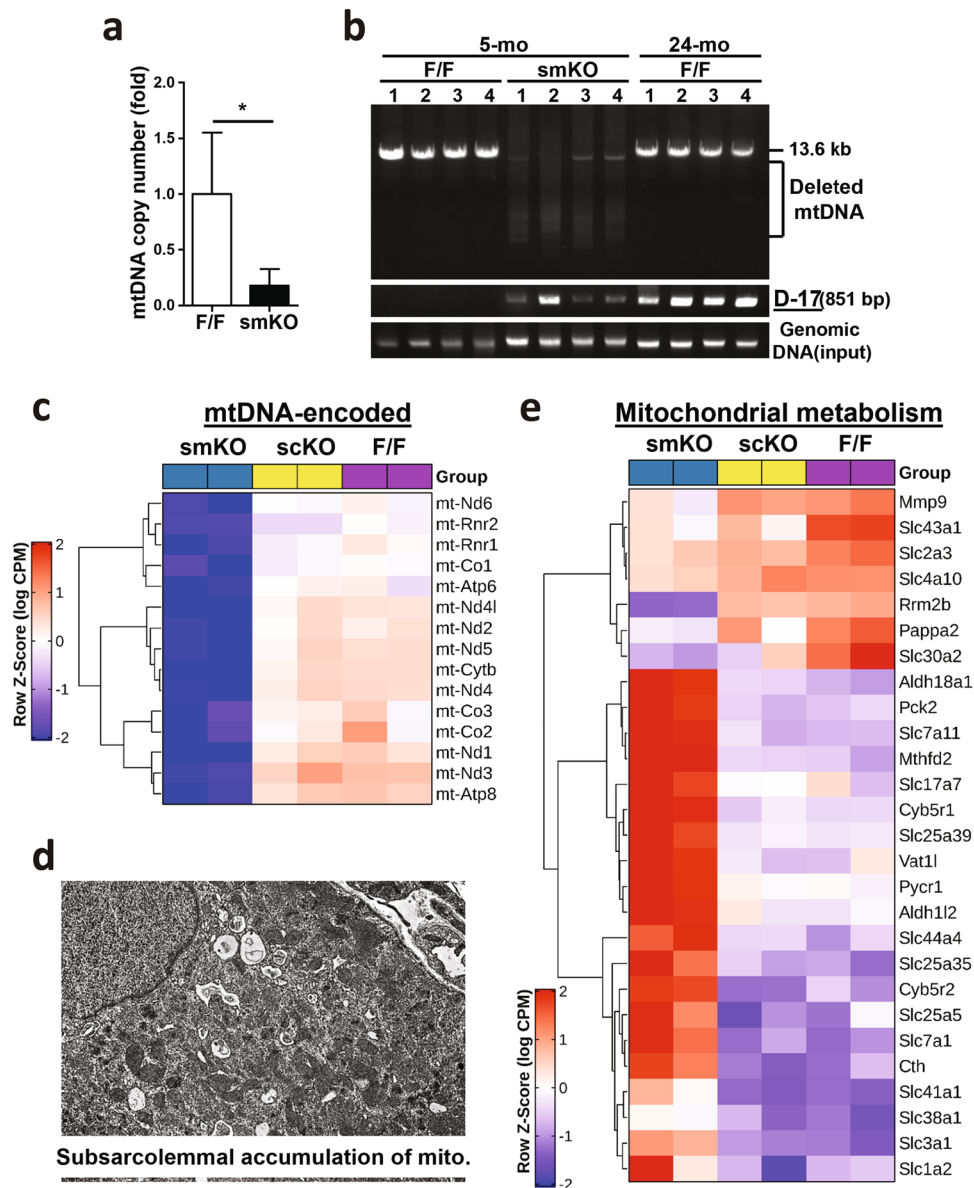 a
mtDNA copy number (fold)
2.0
1.5
1.0
0.5
0.0
*
F/F smKO
b
5-mo 24-mo
F/F smKO F/F
1 2 3 4 1 2 3 4 1 2 3 4
13.6 kb
Deleted
mtDNA
D-17(851 bp)
Genomic
DNA(input)
c
mtDNA-encoded
smKO scKO F/F
Group
mt-Nd6
mt-Rnr2
mt-Rnr1
mt-Co1
mt-Atp6
mt-Nd4l
mt-Nd2
mt-Nd5
mt-Cytb
mt-Nd4
mt-Co3
mt-Co2
mt-Nd1
mt-Nd3
mt-Atp8
Row Z-Score (log CPM)
2
1
0
-1
-2
d
Subsarcolemmal accumulation of mito.
e
Mitochondrial metabolism
smKO scKO F/F
Group
Mmp9
Slc43a1
Slc2a3
Slc4a10
Rrm2b
Pappa2
Slc30a2
Aldh18a1
Pck2
Slc7a11
Mthfd2
Slc17a7
Cyb5r1
Slc25a39
Vat1l
Pycr1
Aldh1l2
Slc44a4
Slc25a35
Cyb5r2
Slc25a5
Slc7a1
Cth
Slc41a1
Slc38a1
Slc3a1
Slc1a2
Row Z-Score (log CPM)
2
1
0
-1
-2